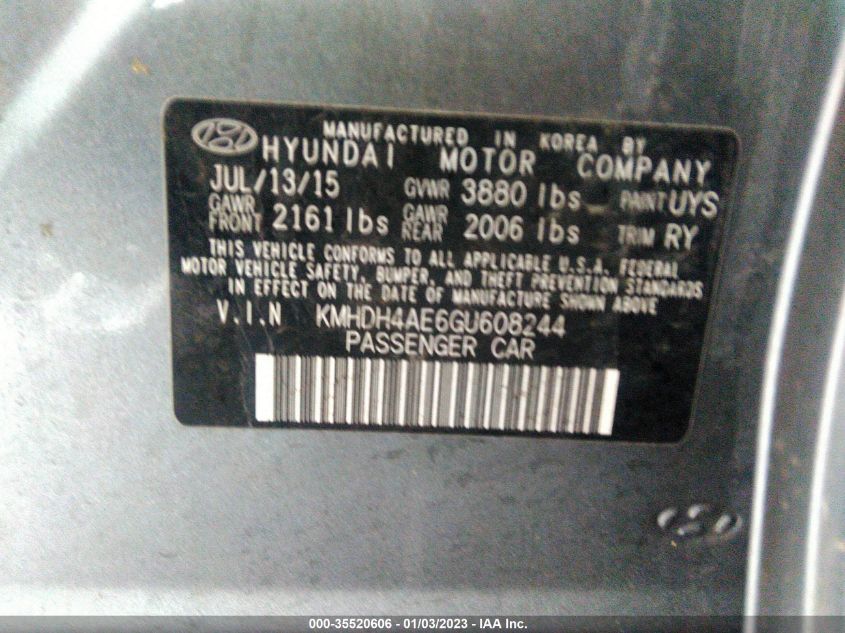 MANUFACTURED IN KOREA BY
HYUNDAI MOTOR COMPANY
JUL/13/15 GVWR 3880 lbs PAINT UYS
GAWR FRONT 2161 lbs GAWR REAR 2006 lbs TRIM RY
THIS VEHICLE CONFORMS TO ALL APPLICABLE U.S.A. FEDERAL
MOTOR VEHICLE SAFETY, BUMPER, AND THEFT PREVENTION STANDARDS
IN EFFECT ON THE DATE OF MANUFACTURE SHOWN ABOVE
V.I.N KMHDH4AE6GU608244
PASSENGER CAR
000-35520606 - 01/03/2023 - IAA Inc.